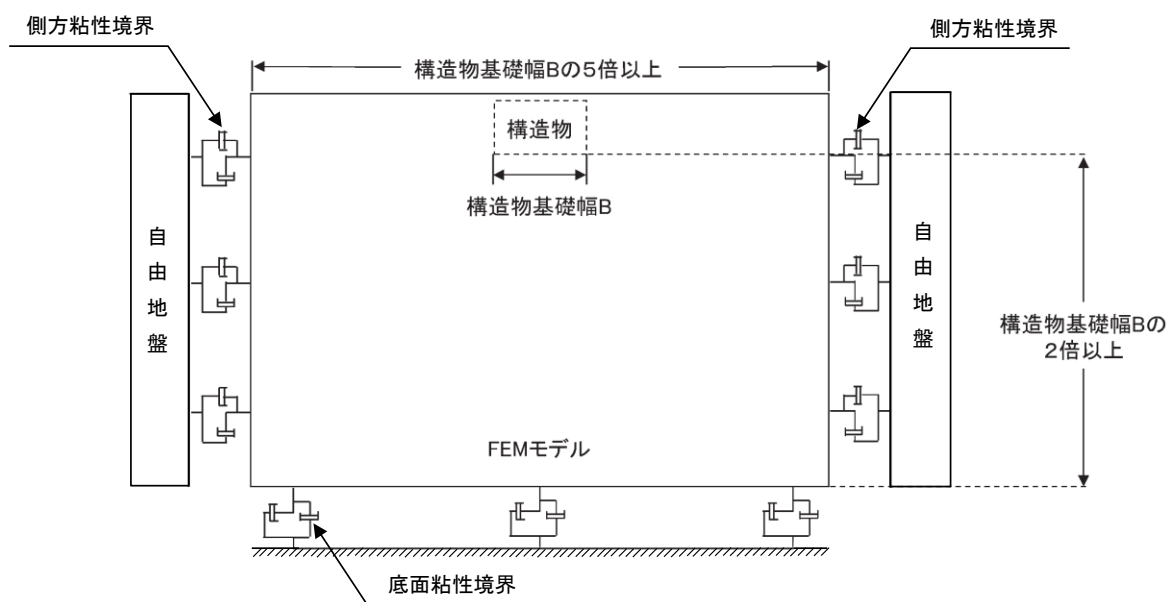 側方粘性境界
側方粘性境界
構造物基礎幅Bの5倍以上
構造物
構造物基礎幅B
自由地盤
自由地盤
構造物基礎幅Bの
2倍以上
FEMモデル
底面粘性境界